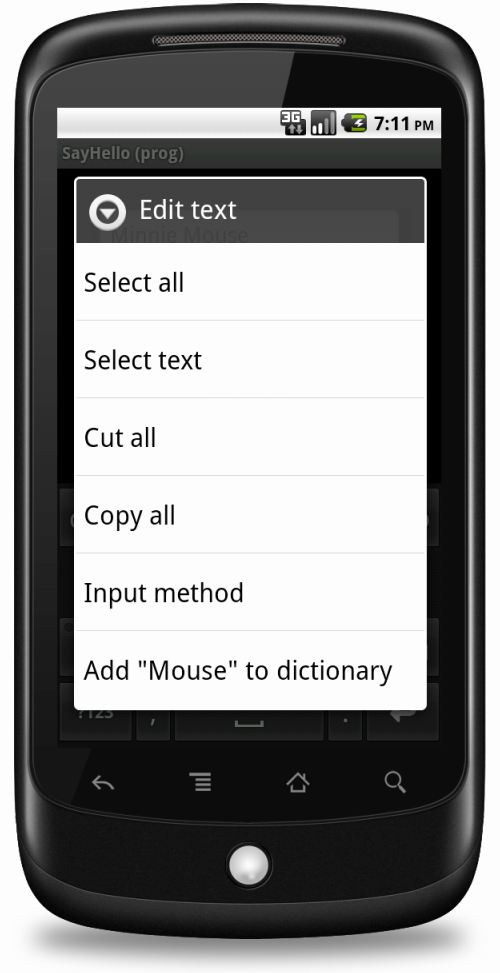 3G 7:11 PM
SayHello (prog)
Edit text
Minnie Mouse
Select all
Select text
Cut all
Copy all
Input method
Add "Mouse" to dictionary
?123 , .